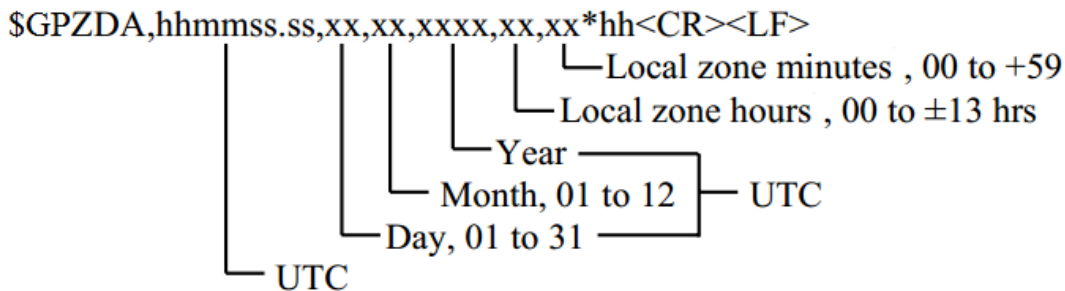 $GPZDA,hhmmss.ss,xx,xx,xxxx,xx,xx*hh<CR><LF>
Local zone minutes , 00 to +59
Local zone hours , 00 to ±13 hrs
Year
Month, 01 to 12
UTC
Day, 01 to 31
UTC